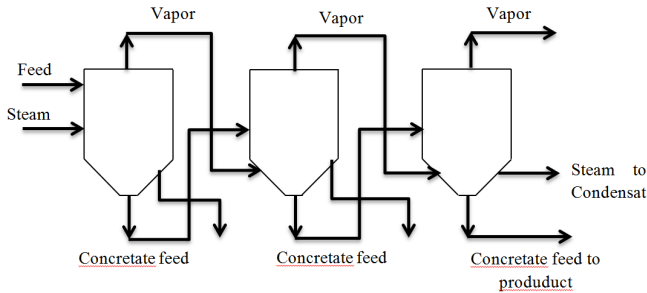 Vapor
Vapor
Vapor
Feed
Steam
Steam to
Condensat
Concretate feed
Concretate feed
Concretate feed to
produduct